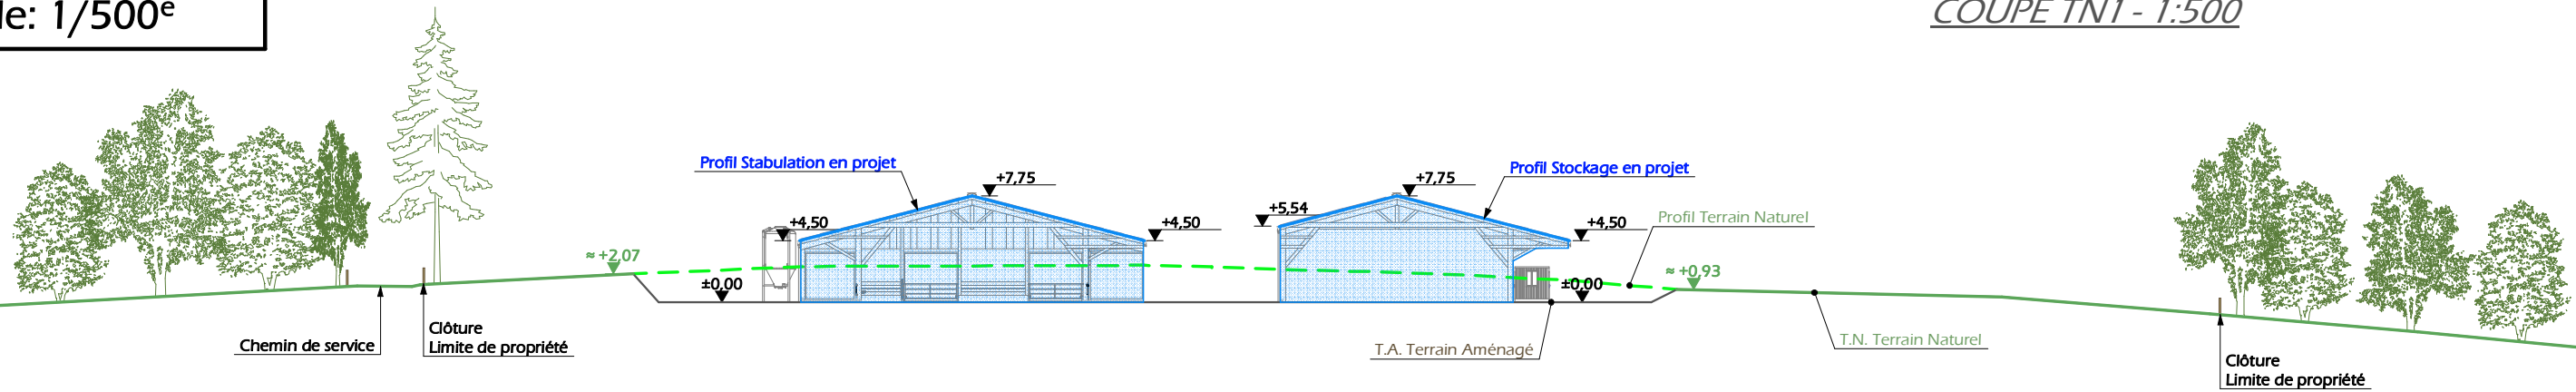 le: 1/500e
COUPE TN1 - 1:500
Profil Stabulation en projet
Profil Stockage en projet
+7,75
+7,75
+4,50
+4,50
+5,54
+4,50
Profil Terrain Naturel
≈ +2,07
≈ +0,93
±0,00
±0,00
Clôture
Limite de propriété
Chemin de service
T.A. Terrain Aménagé
T.N. Terrain Naturel
Clôture
Limite de propriété